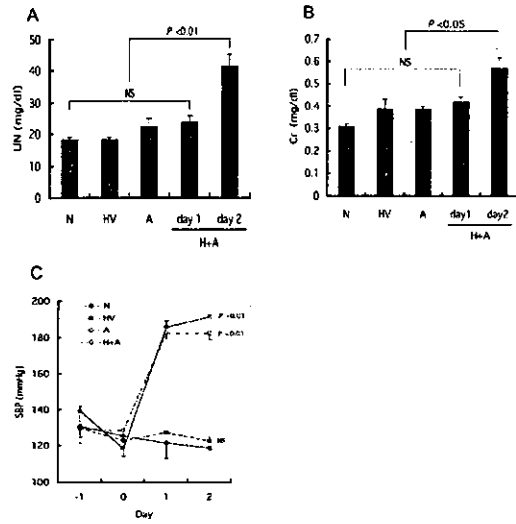 A
P <0.01
NS
UN (mg/dl)
50
40
30
20
10
0
N HV A day 1 day 2
H+A
B
P <0.05
NS
Cr (mg/dl)
0.7
0.6
0.5
0.4
0.3
0.2
0.1
0
N HV A day1 day2
H+A
C
N
HV
A
H+A
SBP (mmHg)
200
180
160
140
120
100
P <0.01
P <0.01
NS
-1 0 1 2
Day